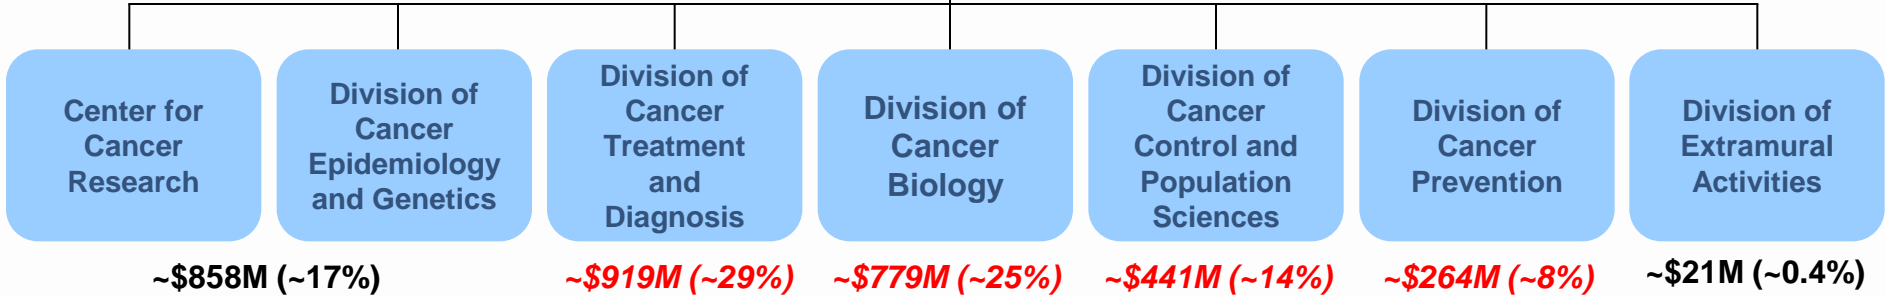 Center for
Cancer
Research
Division of
Cancer
Epidemiology
and Genetics
Division of
Cancer
Treatment
and
Diagnosis
Division of
Cancer
Biology
Division of
Cancer
Control and
Population
Sciences
Division of
Cancer
Prevention
Division of
Extramural
Activities
~$858M (~17%)
~$919M (~29%)
~$779M (~25%)
~$441M (~14%)
~$264M (~8%)
~$21M (~0.4%)